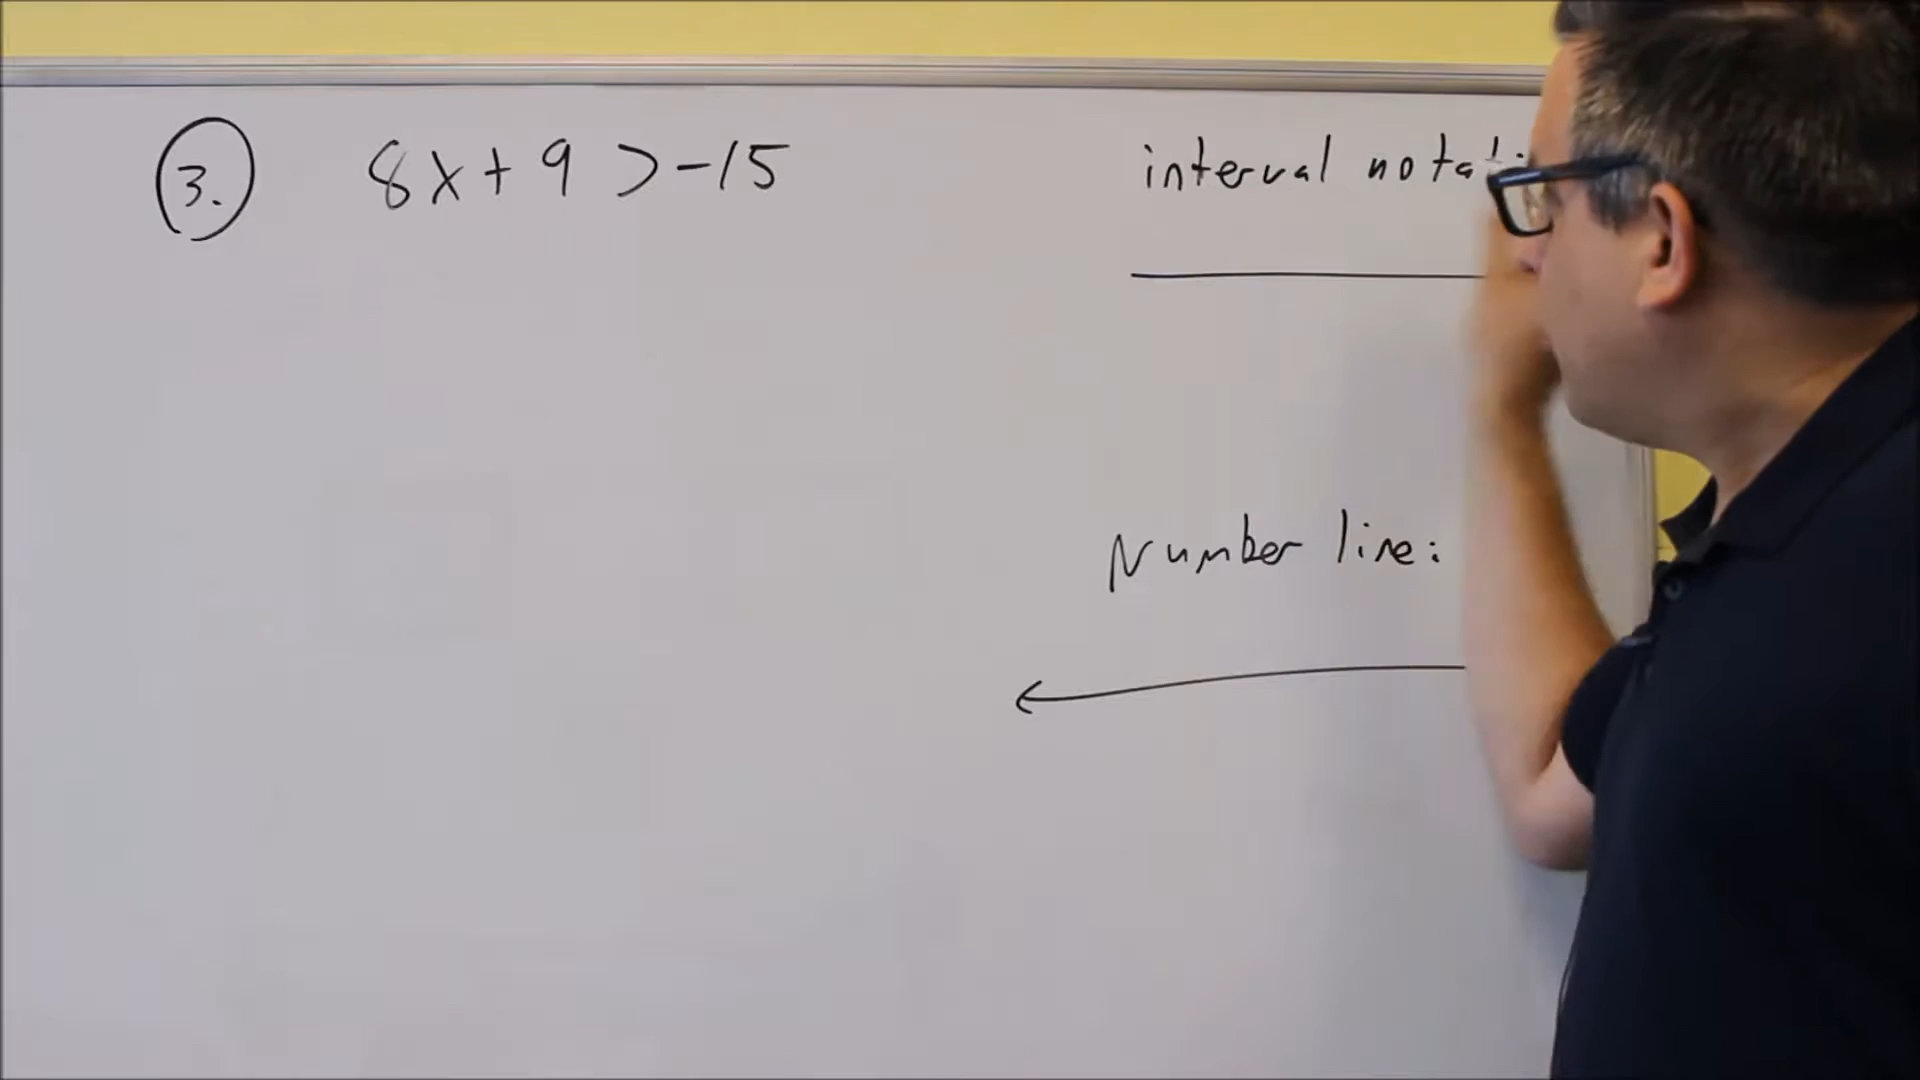 3. 8x + 9 > -15
interval
Number line: